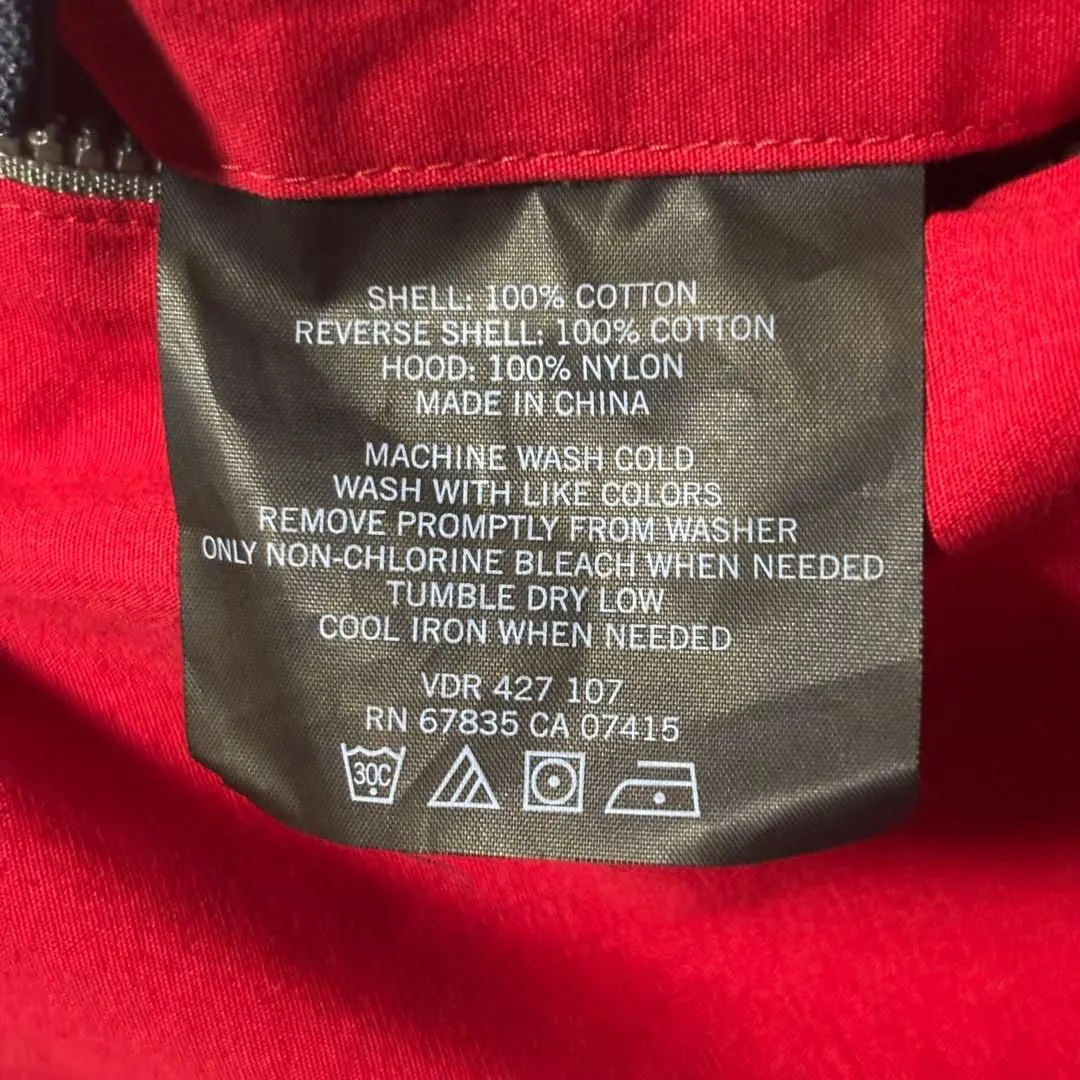 SHELL: 100% COTTON
REVERSE SHELL: 100% COTTON
HOOD: 100% NYLON
MADE IN CHINA
MACHINE WASH COLD
WASH WITH LIKE COLORS
REMOVE PROMPTLY FROM WASHER
ONLY NON-CHLORINE BLEACH WHEN NEEDED
TUMBLE DRY LOW
COOL IRON WHEN NEEDED
VDR 427 107
RN 67835 CA 07415
30C